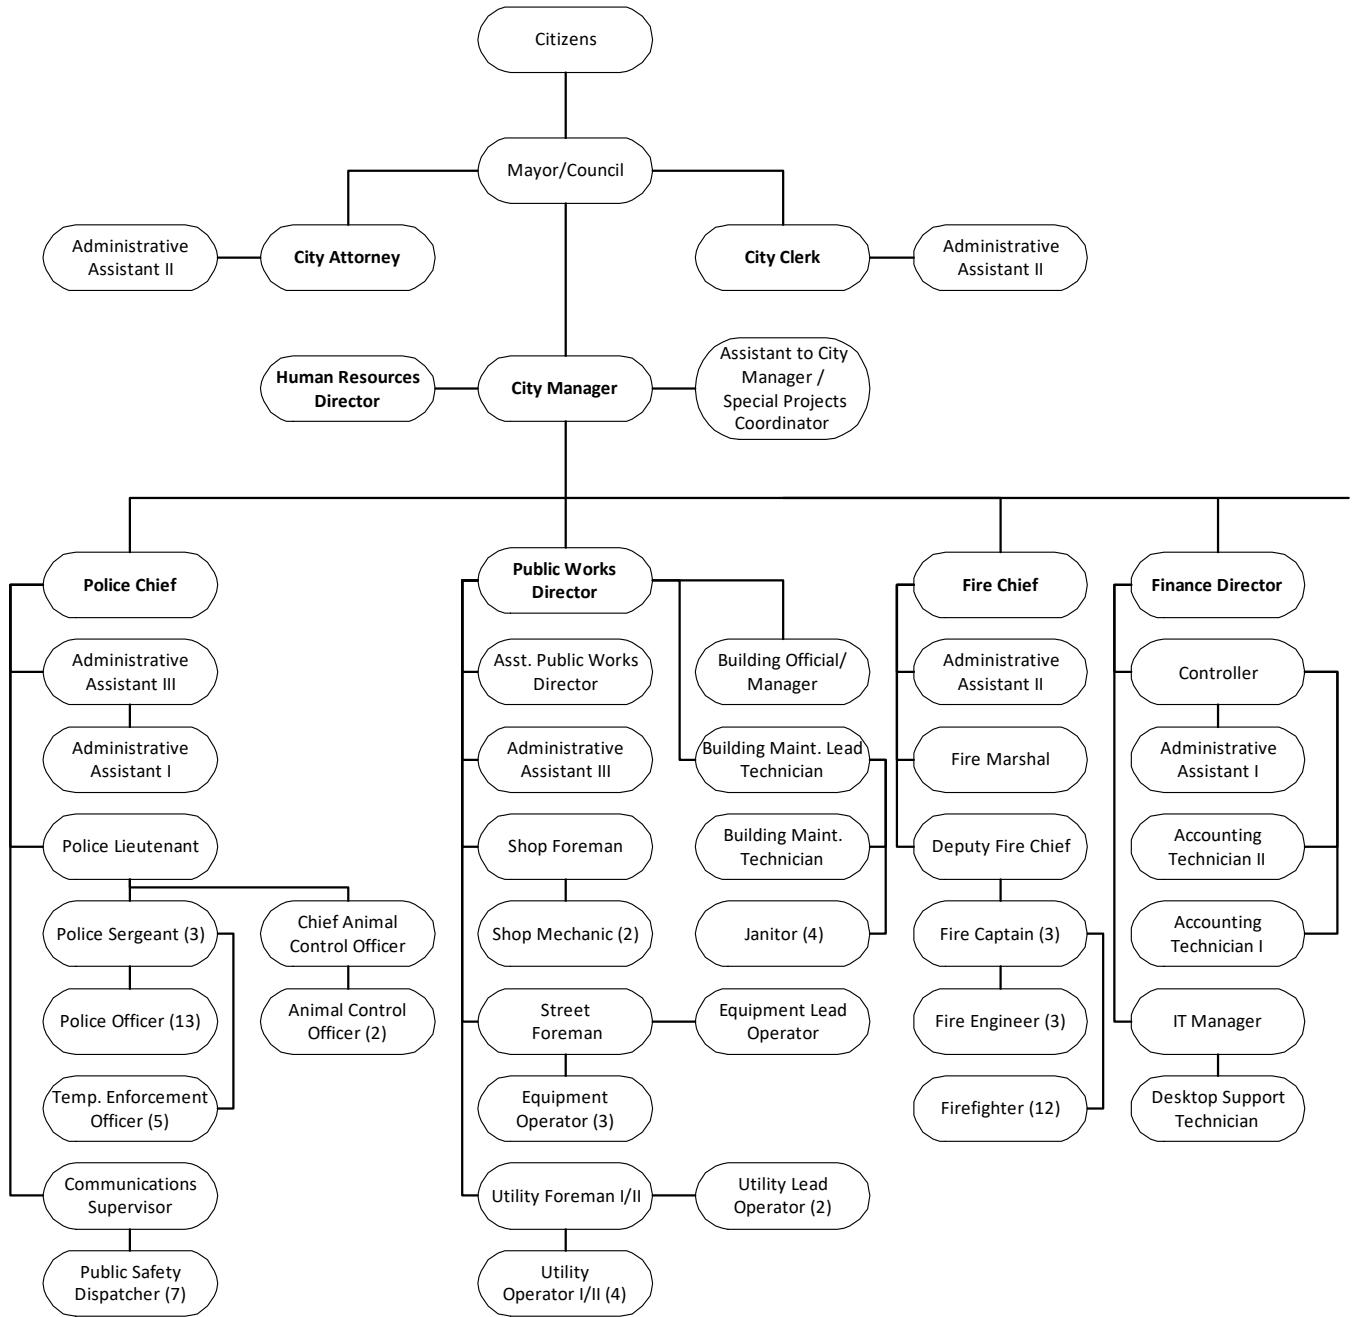 Citizens
Mayor/Council
Administrative
Assistant II
City Attorney
City Clerk
Administrative
Assistant II
Human Resources
Director
City Manager
Assistant to City
Manager /
Special Projects
Coordinator
Police Chief
Public Works
Director
Fire Chief
Finance Director
Administrative
Assistant III
Asst. Public Works
Director
Building Official/
Manager
Administrative
Assistant II
Controller
Administrative
Assistant I
Administrative
Assistant III
Building Maint. Lead
Technician
Fire Marshal
Administrative
Assistant I
Police Lieutenant
Shop Foreman
Building Maint.
Technician
Deputy Fire Chief
Accounting
Technician II
Police Sergeant (3)
Chief Animal
Control Officer
Shop Mechanic (2)
Janitor (4)
Fire Captain (3)
Accounting
Technician I
Police Officer (13)
Animal Control
Officer (2)
Street
Foreman
Equipment Lead
Operator
Fire Engineer (3)
IT Manager
Temp. Enforcement
Officer (5)
Equipment
Operator (3)
Firefighter (12)
Desktop Support
Technician
Communications
Supervisor
Utility Foreman I/II
Utility Lead
Operator (2)
Public Safety
Dispatcher (7)
Utility
Operator I/II (4)